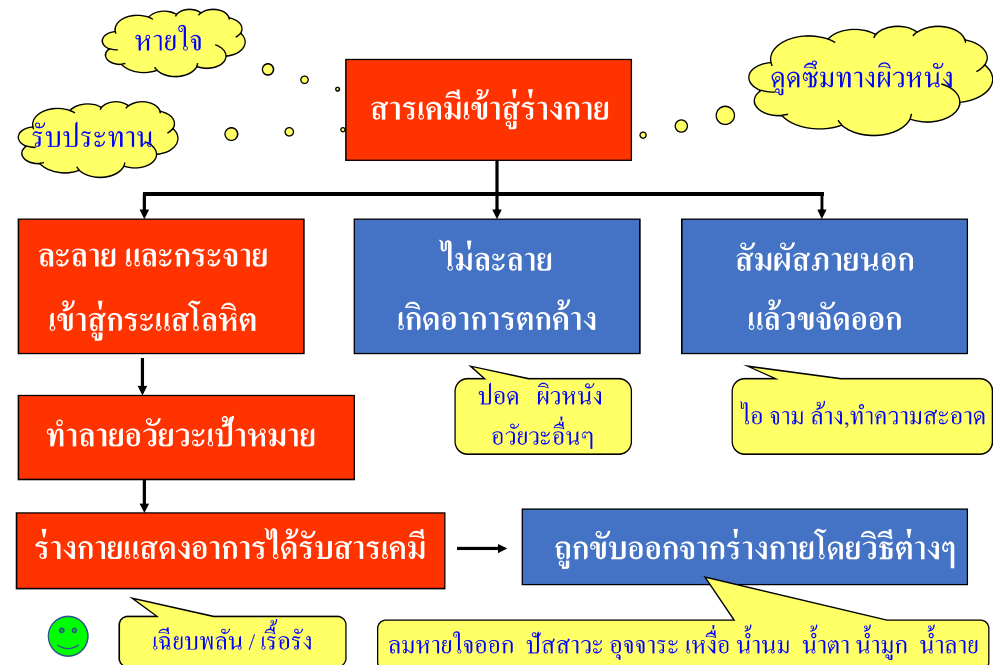 หายใจ
ดูดซึมทางผิวหนัง
สารเคมีเข้าสู่ร่างกาย
รับประทาน
ละลาย และกระจาย
เข้าสู่กระแสโลหิต
ไม่ละลาย
เกิดอาการตกค้าง
สัมผัสภายนอก
แล้วขจัดออก
ปอด ผิวหนัง
อวัยวะอื่นๆ
ไอ จาม ล้าง,ทำความสะอาด
ทำลายอวัยวะเป้าหมาย
ร่างกายแสดงอาการได้รับสารเคมี
ถูกขับออกจากร่างกายโดยวิธีต่างๆ
เฉียบพลัน / เรื้อรัง
ลมหายใจออก ปัสสาวะ อุจจาระ เหงื่อ น้ำนม น้ำตา น้ำมูก น้ำลาย